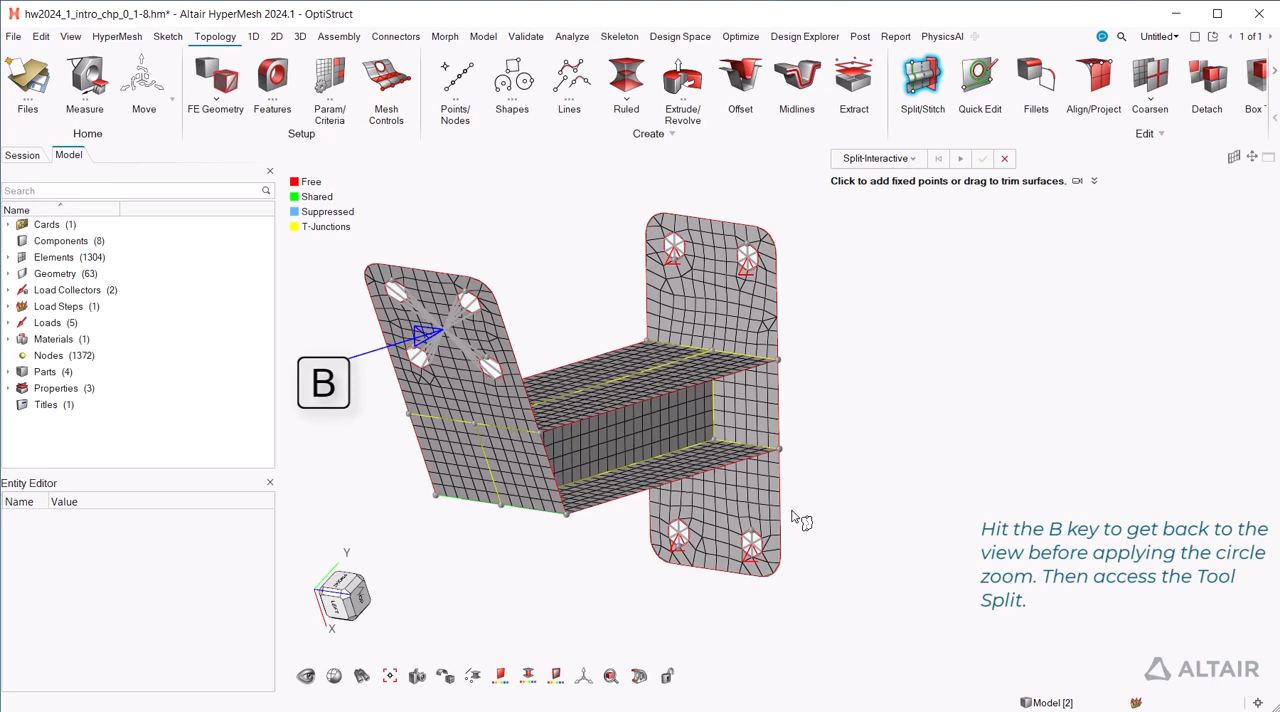 hw2024_1_intro_chp_0_1-8.hm* - Altair HyperMesh 2024.1 - OptiStruct
File Edit View HyperMesh Sketch Topology 1D 2D 3D Assembly Connectors Morph Model Validate Analyze Skeleton Design Space Optimize Design Explorer Post Report PhysicsAI Untitled 1 of 1
Files Measure Move FE Geometry Features Param/ Criteria Mesh Controls Points/ Nodes Shapes Lines Ruled Extrude/ Revolve Offset Midlines Extract Split/Stitch Quick Edit Fillets Align/Project Coarsen Detach Box
Home Setup Create Edit
Session Model
Split-Interactive
Click to add fixed points or drag to trim surfaces.
Search
Name
Cards (1)
Components (8)
Elements (1304)
Geometry (63)
Load Collectors (2)
Load Steps (1)
Loads (5)
Materials (1)
Nodes (1372)
Parts (4)
Properties (3)
Titles (1)
Free
Shared
Suppressed
T-Junctions
B
Entity Editor
Name Value
Y
X
LEFT
Hit the B key to get back to the
view before applying the circle
zoom. Then access the Tool
Split.
ALTAIR
Model [2]